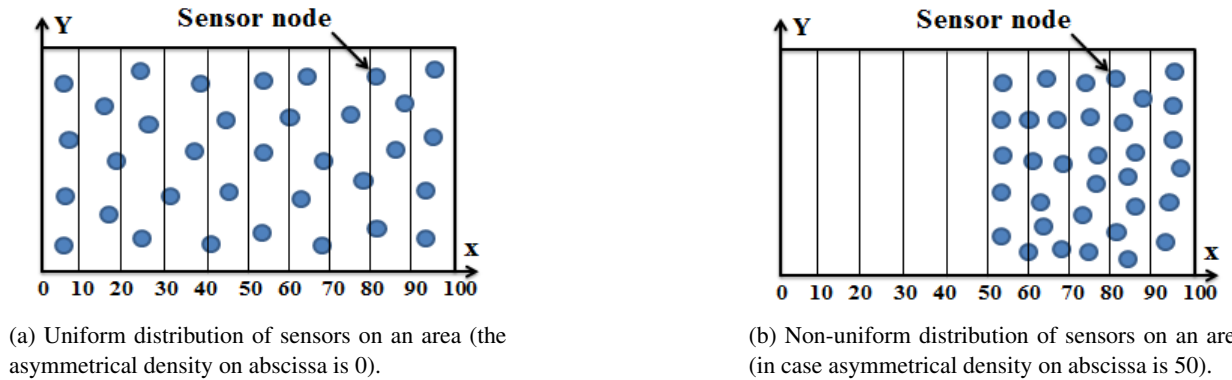 Sensor node
Y
x
0 10 20 30 40 50 60 70 80 90 100
(a) Uniform distribution of sensors on an area (the
asymmetrical density on abscissa is 0).
Sensor node
Y
x
0 10 20 30 40 50 60 70 80 90 100
(b) Non-uniform distribution of sensors on an are
(in case asymmetrical density on abscissa is 50).